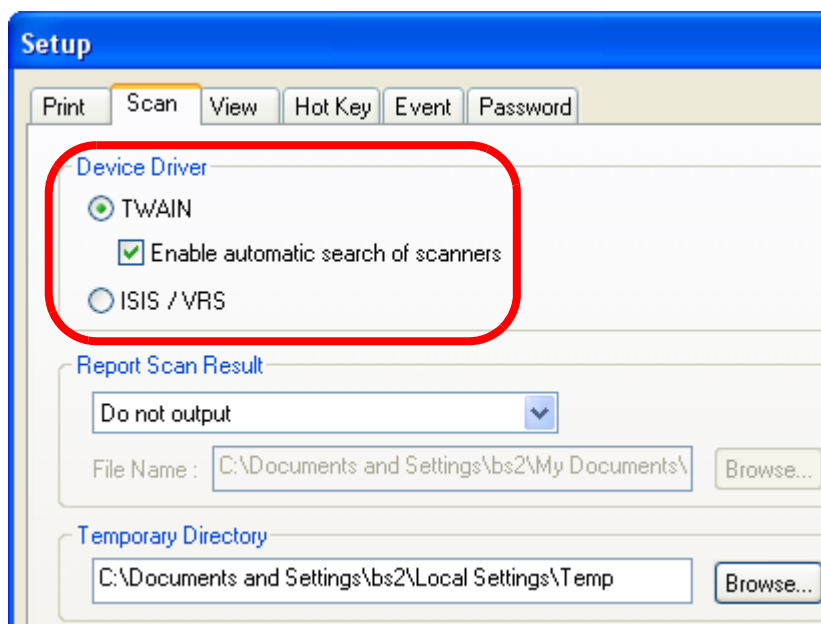 Setup
Print Scan View Hot Key Event Password
Device Driver
TWAIN
Enable automatic search of scanners
ISIS / VRS
Report Scan Result
Do not output
File Name : C:\Documents and Settings\bs2\My Documents\ Browse...
Temporary Directory
C:\Documents and Settings\bs2\Local Settings\Temp Browse...